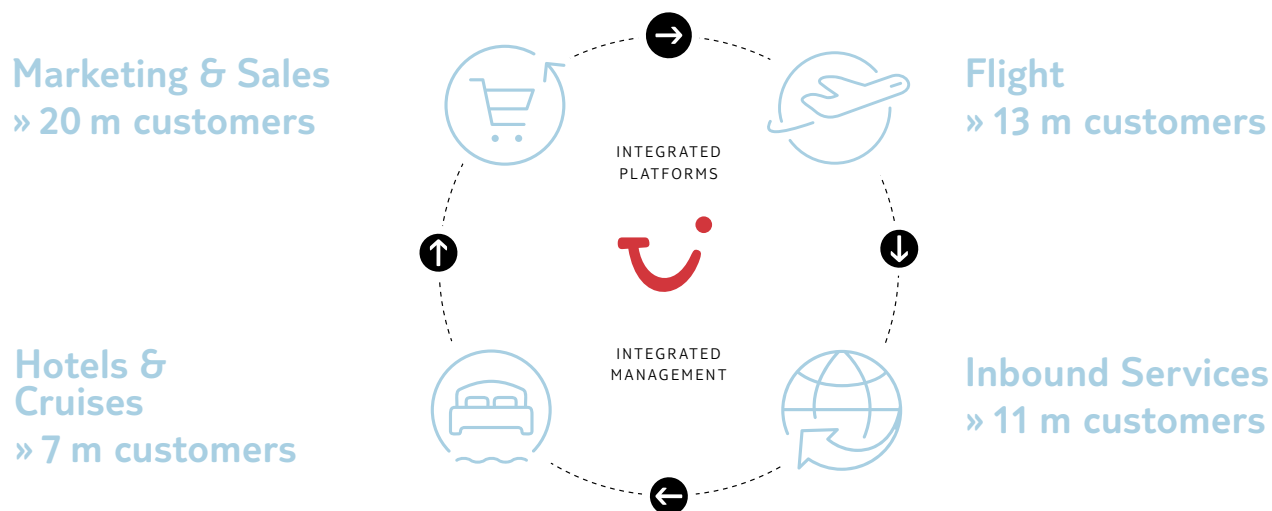 Marketing & Sales
» 20 m customers
Flight
» 13 m customers
INTEGRATED
PLATFORMS
INTEGRATED
MANAGEMENT
Hotels &
Cruises
» 7 m customers
Inbound Services
» 11 m customers